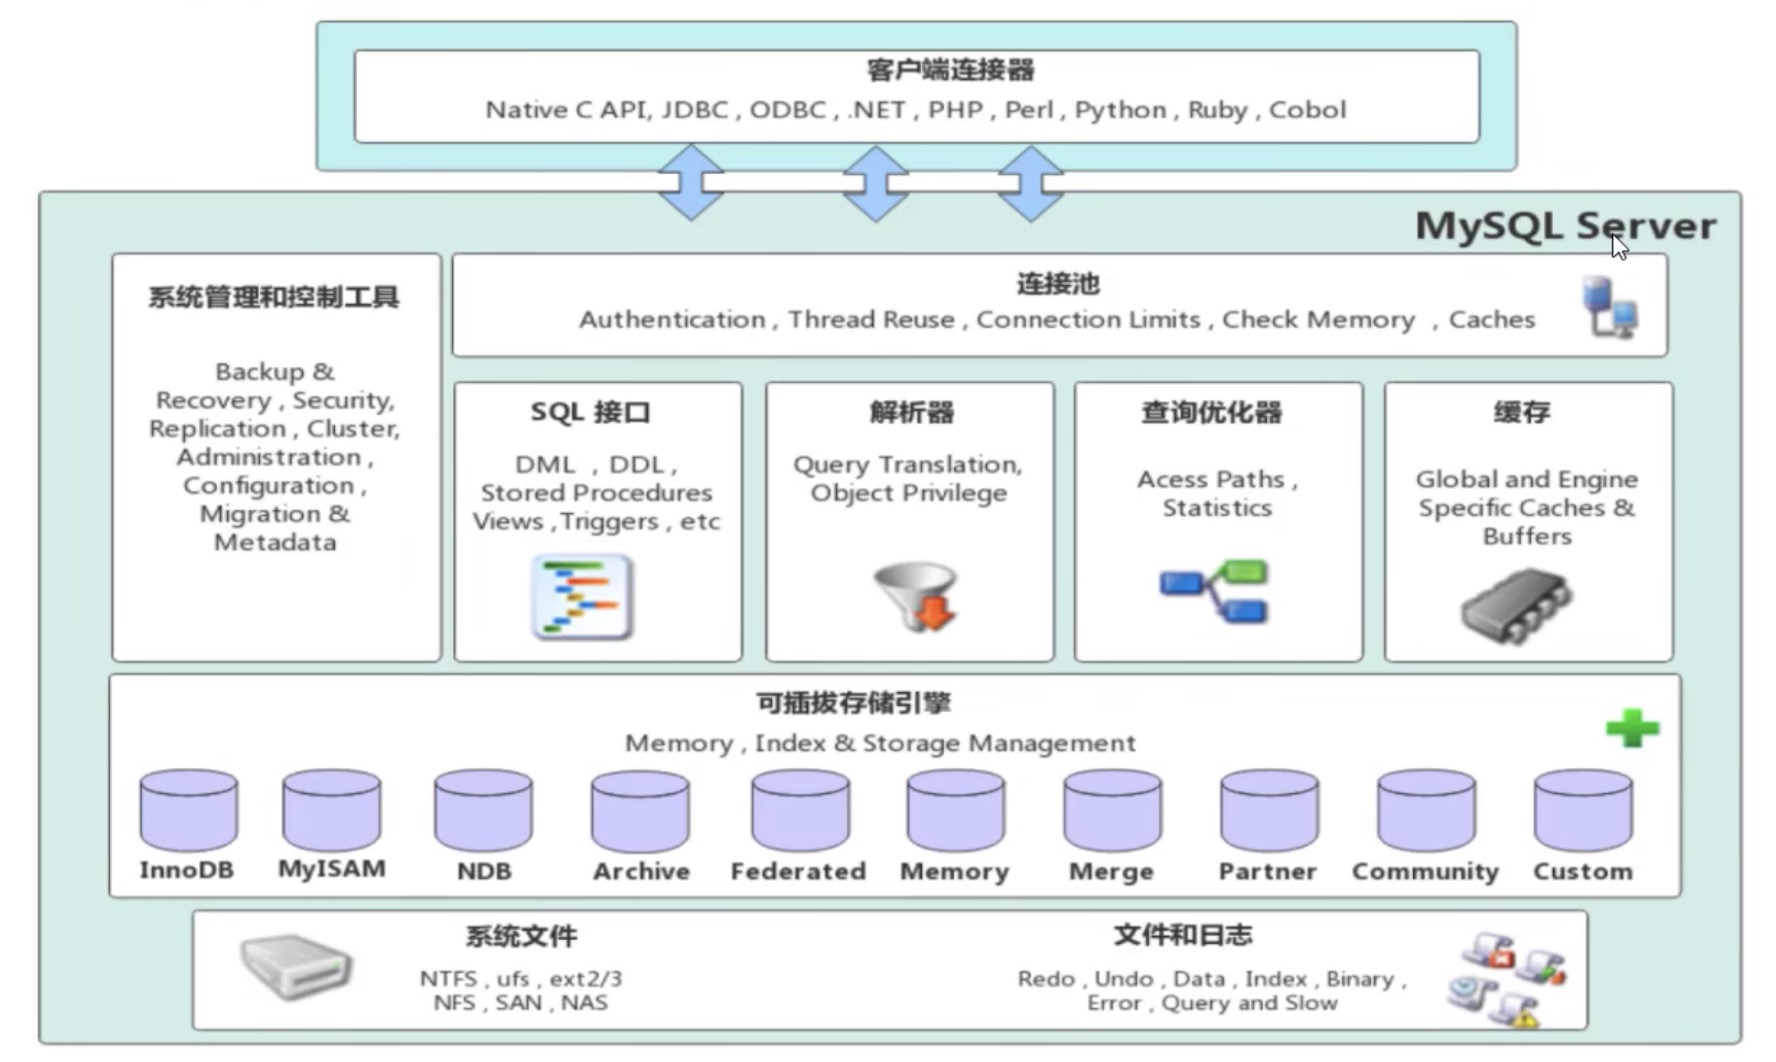 客户端连接器
Native C API, JDBC , ODBC , .NET , PHP , Perl , Python , Ruby , Cobol
MySQL Server
系统管理和控制工具
Backup &
Recovery , Security,
Replication , Cluster,
Administration ,
Configuration ,
Migration &
Metadata
连接池
Authentication , Thread Reuse , Connection Limits , Check Memory , Caches
SQL 接口
DML , DDL ,
Stored Procedures
Views ,Triggers , etc
解析器
Query Translation,
Object Privilege
查询优化器
Acess Paths ,
Statistics
缓存
Global and Engine
Specific Caches &
Buffers
可插拔存储引擎
Memory , Index & Storage Management
InnoDB
MyISAM
NDB
Archive
Federated
Memory
Merge
Partner
Community
Custom
系统文件
NTFS , ufs , ext2/3
NFS , SAN , NAS
文件和日志
Redo , Undo , Data , Index , Binary ,
Error , Query and Slow